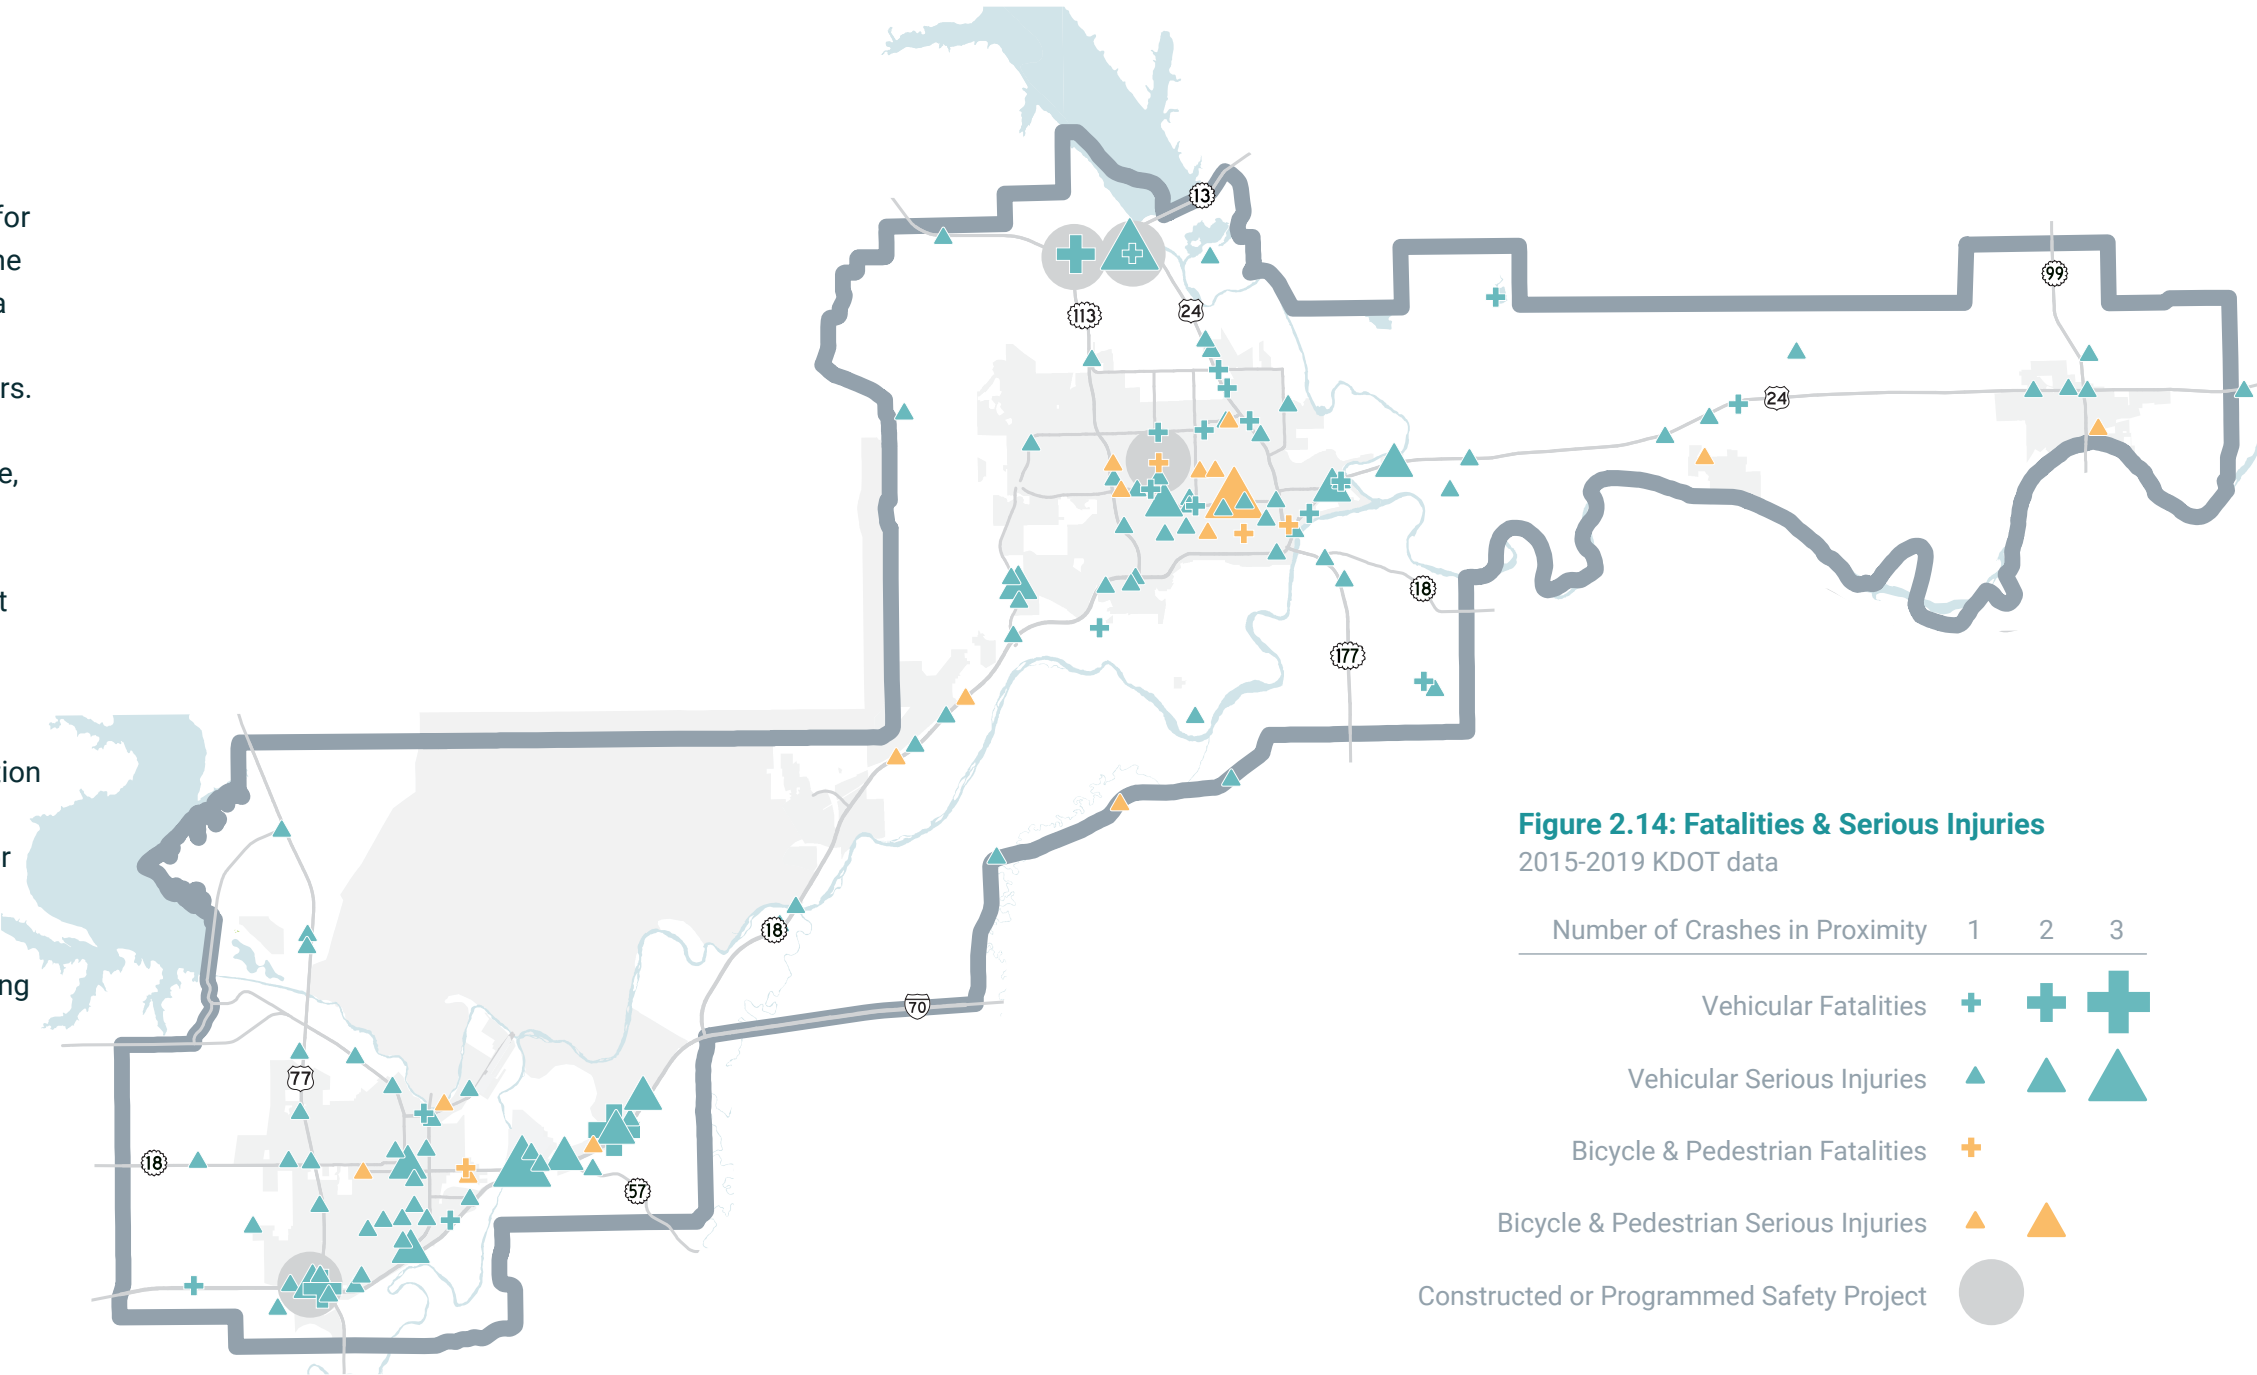 for
ne
a
rs.
e,
t
ion
r
ng
13
113
24
99
24
18
177
18
70
77
18
57
Figure 2.14: Fatalities & Serious Injuries
2015-2019 KDOT data
Number of Crashes in Proximity 1 2 3
Vehicular Fatalities
Vehicular Serious Injuries
Bicycle & Pedestrian Fatalities
Bicycle & Pedestrian Serious Injuries
Constructed or Programmed Safety Project